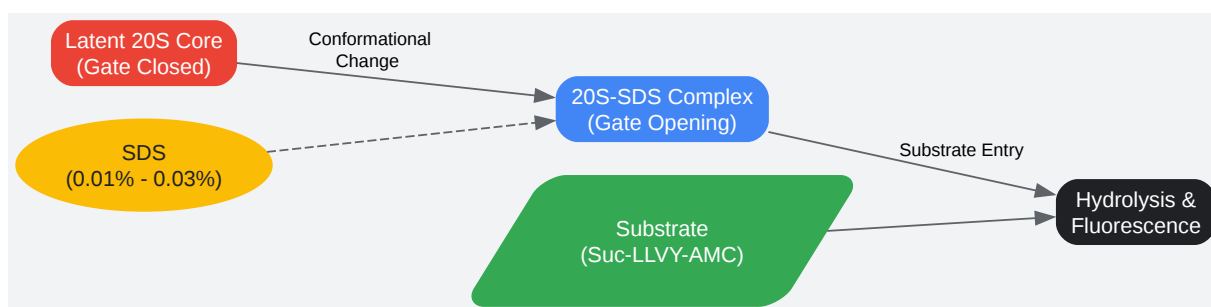 Latent 20S Core
(Gate Closed)
Conformational
Change
SDS
(0.01% - 0.03%)
20S-SDS Complex
(Gate Opening)
Substrate Entry
Substrate
(Suc-LLVY-AMC)
Hydrolysis &
Fluorescence